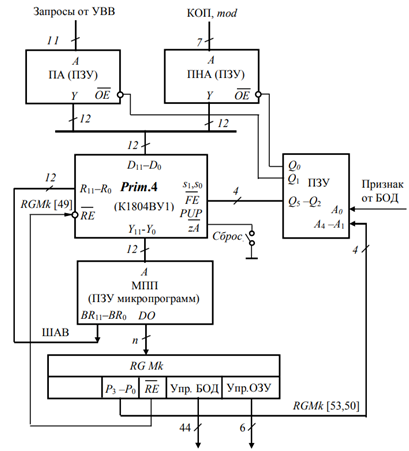 Запросы от УВВ
КОП, mod
11
7
A
ПА (ПЗУ)
Y OE
A
ПНА (ПЗУ)
Y OE
12
12
12
D11–D0
R11–R0 Prim.4 s1,s0
(К1804ВУ1) FE
RE PUP
Y11-Y0 zA
12
RGMk [49]
4
ПЗУ
Q0
Q1
Q5 –Q2
A0
A4 –A1
Признак
от БОД
4
Сброс
12
A
МПП
(ПЗУ микропрограмм)
BR11–BR0 DO
ШАВ
n
RG Mk
P3 –P0 RE Упр. БОД Упр.ОЗУ
RGMk [53,50]
44
6